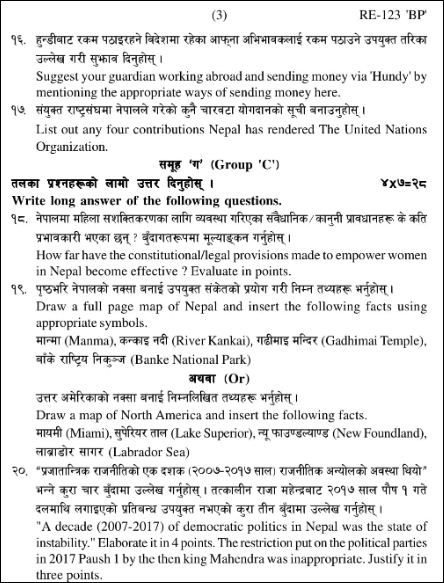 (3) RE-123 'BP'
१६. हुन्डीबाट रकम पठाइरहने विदेशमा रहेका आफ्ना अभिभावकलाई रकम पठाउने उपयुक्त तरिका
उल्लेख गरी सुझाव दिनुहोस् ।
Suggest your guardian working abroad and sending money via 'Hundy' by
mentioning the appropriate ways of sending money here.
१७. संयुक्त राष्ट्रसंघमा नेपालले गरेको कुनै चारवटा योगदानको सूची बनाउनुहोस् ।
List out any four contributions Nepal has rendered The United Nations
Organization.
समूह 'ग' (Group 'C')
तलका प्रश्नहरूको लामो उत्तर दिनुहोस् । ४x७=२८
Write long answer of the following questions.
१८. नेपालमा महिला सशक्तिकरणका लागि व्यवस्था गरिएका संवैधानिक/कानुनी प्रावधानहरू के कति
प्रभावकारी भएका छन् ? बुँदागतरूपमा मूल्याङ्कन गर्नुहोस् ।
How far have the constitutional/legal provisions made to empower women
in Nepal become effective ? Evaluate in points.
१९. पृष्ठभरि नेपालको नक्सा बनाई उपयुक्त संकेतको प्रयोग गरी निम्न तथ्यहरू भर्नुहोस् ।
Draw a full page map of Nepal and insert the following facts using
appropriate symbols.
मान्मा (Manma), कन्काइ नदी (River Kankai), गढीमाइ मन्दिर (Gadhimai Temple),
बाँके राष्ट्रिय निकुञ्ज (Banke National Park)
अथवा (Or)
उत्तर अमेरिकाको नक्सा बनाई निम्नलिखित तथ्यहरू भर्नुहोस् ।
Draw a map of North America and insert the following facts.
मायमी (Miami), सुपेरियर ताल (Lake Superior), न्यू फाउण्डल्याण्ड (New Foundland),
लाब्राडोर सागर (Labrador Sea)
२०. "प्रजातान्त्रिक राजनीतिको एक दशक (२००७-२०१७ साल) राजनीतिक अन्योलको अवस्था थियो"
भन्ने कुरा चार बुँदामा उल्लेख गर्नुहोस् । तत्कालीन राजा महेन्द्रबाट २०१७ साल पौष १ गते
दलमाथि लगाइएको प्रतिबन्ध उपयुक्त नभएको कुरा तीन बुँदामा उल्लेख गर्नुहोस् ।
"A decade (2007-2017) of democratic politics in Nepal was the state of
instability." Elaborate it in 4 points. The restriction put on the political parties
in 2017 Paush 1 by the then king Mahendra was inappropriate. Justify it in
three points.